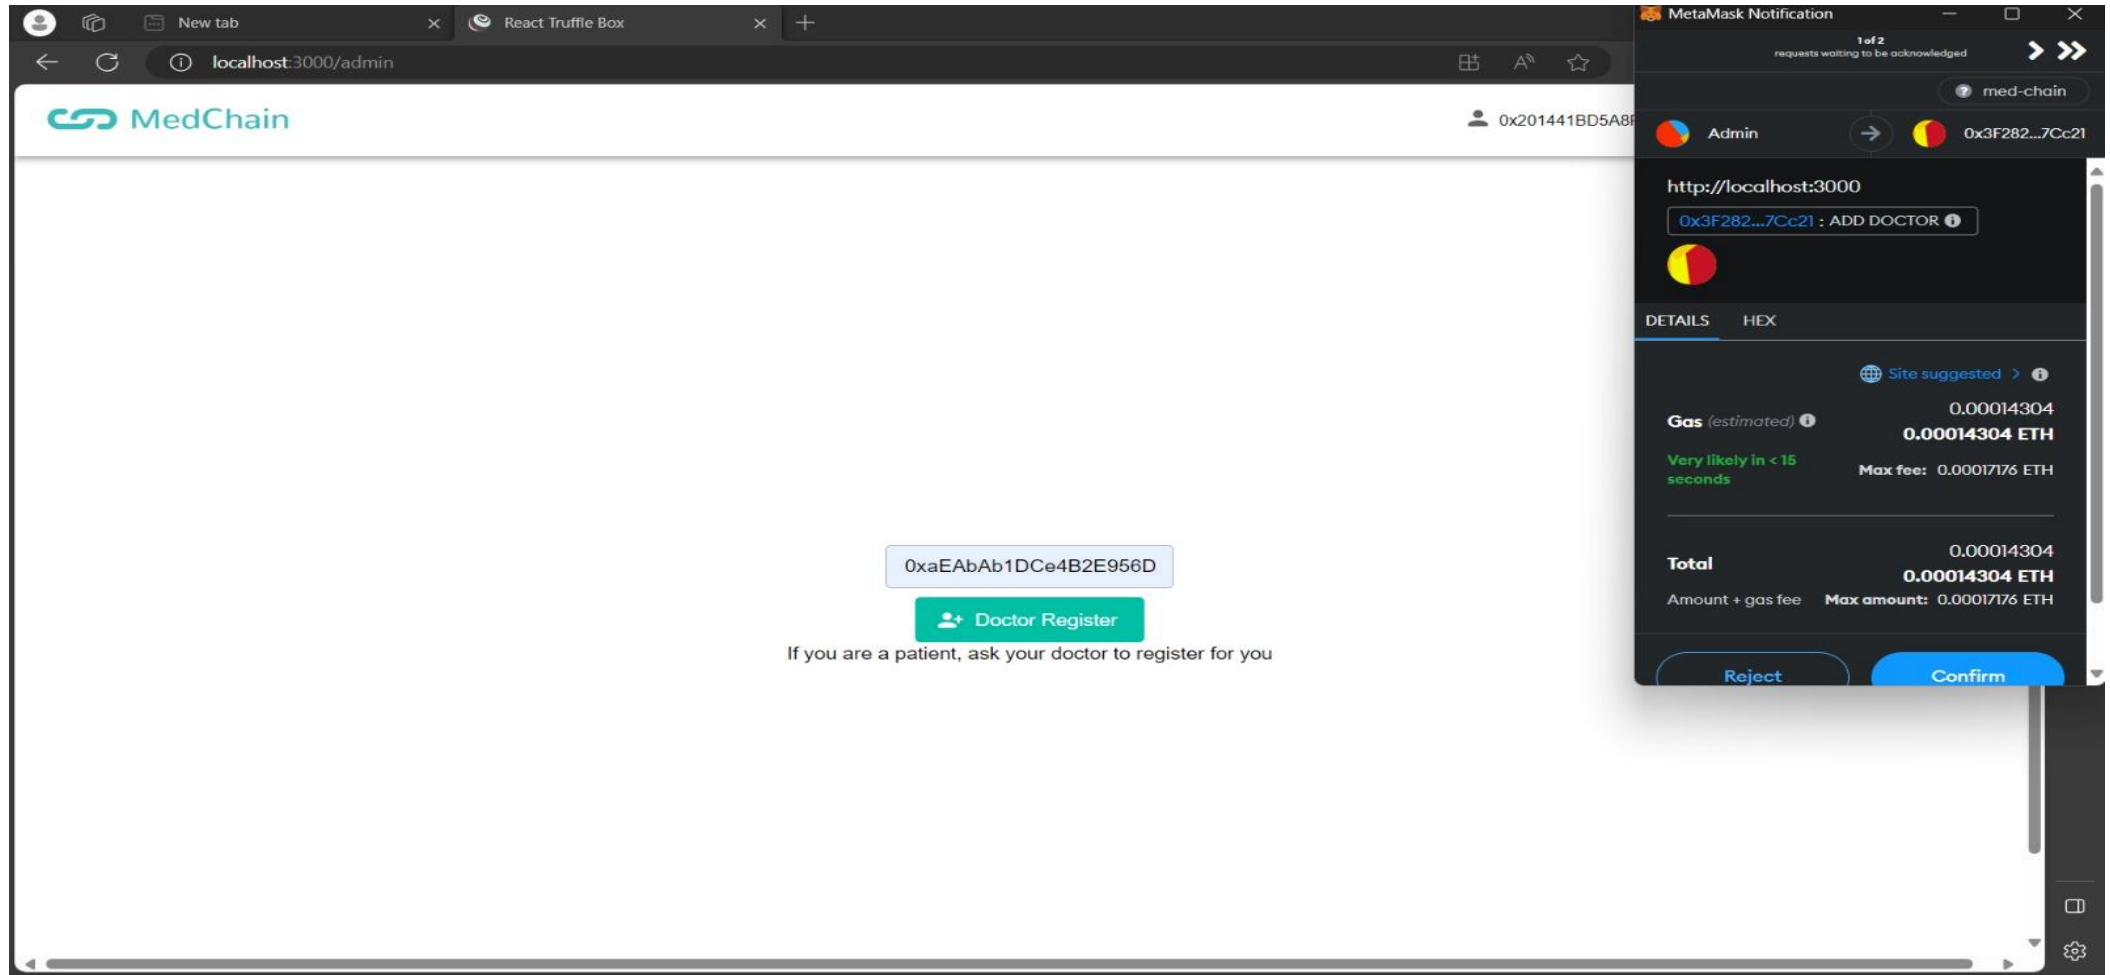 New tab
React Truffle Box
localhost:3000/admin
MedChain
0x201441BD5A8
If you are a patient, ask your doctor to register for you
0xaEAbAb1DCe4B2E956D
Doctor Register
MetaMask Notification
1 of 2
requests waiting to be acknowledged
med-chain
Admin
0x3F282...7Cc21
http://localhost:3000
0x3F282...7Cc21 : ADD DOCTOR
DETAILS HEX
Site suggested >
0.00014304
Gas (estimated) 0.00014304 ETH
Very likely in < 15 seconds
Max fee: 0.00017176 ETH
0.00014304
Total 0.00014304 ETH
Amount + gas fee Max amount: 0.00017176 ETH
Reject Confirm